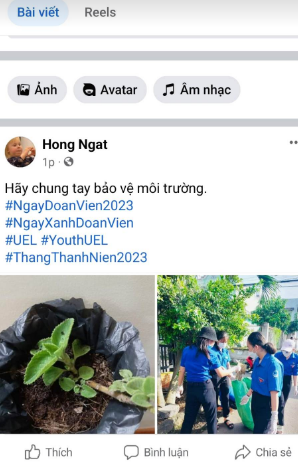 Bài viết
Reels
Ảnh
Avatar
Âm nhạc
Hong Ngat
1p ·
Hãy chung tay bảo vệ môi trường.
#NgayDoanVien2023
#NgayXanhDoanVien
#UEL #YouthUEL
#ThangThanhNien2023
Thích
Bình luận
Chia sẻ